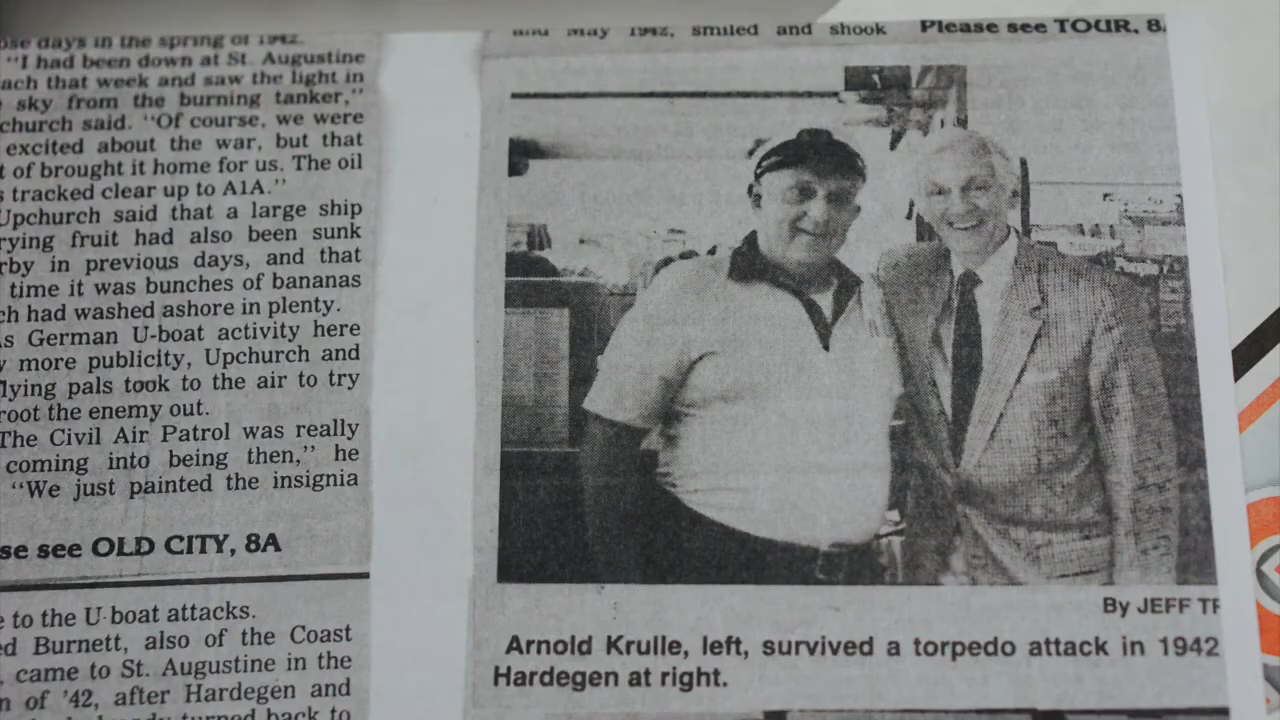 days in the spring of 1942.
"I had been down at St. Augustine
ach that week and saw the light in
sky from the burning tanker,"
church said. "Of course, we were
excited about the war, but that
t of brought it home for us. The oil
s tracked clear up to A1A."
Upchurch said that a large ship
rying fruit had also been sunk
rby in previous days, and that
time it was bunches of bananas
ch had washed ashore in plenty.
s German U-boat activity here
more publicity, Upchurch and
lying pals took to the air to try
root the enemy out.
The Civil Air Patrol was really
coming into being then," he
"We just painted the insignia
se see OLD CITY, 8A
e to the U-boat attacks.
ed Burnett, also of the Coast
came to St. Augustine in the
n of '42, after Hardegen and
turned back to
and May 1942, smiled and shook
Please see TOUR, 8
By JEFF
Arnold Krulle, left, survived a torpedo attack in 1942
Hardegen at right.